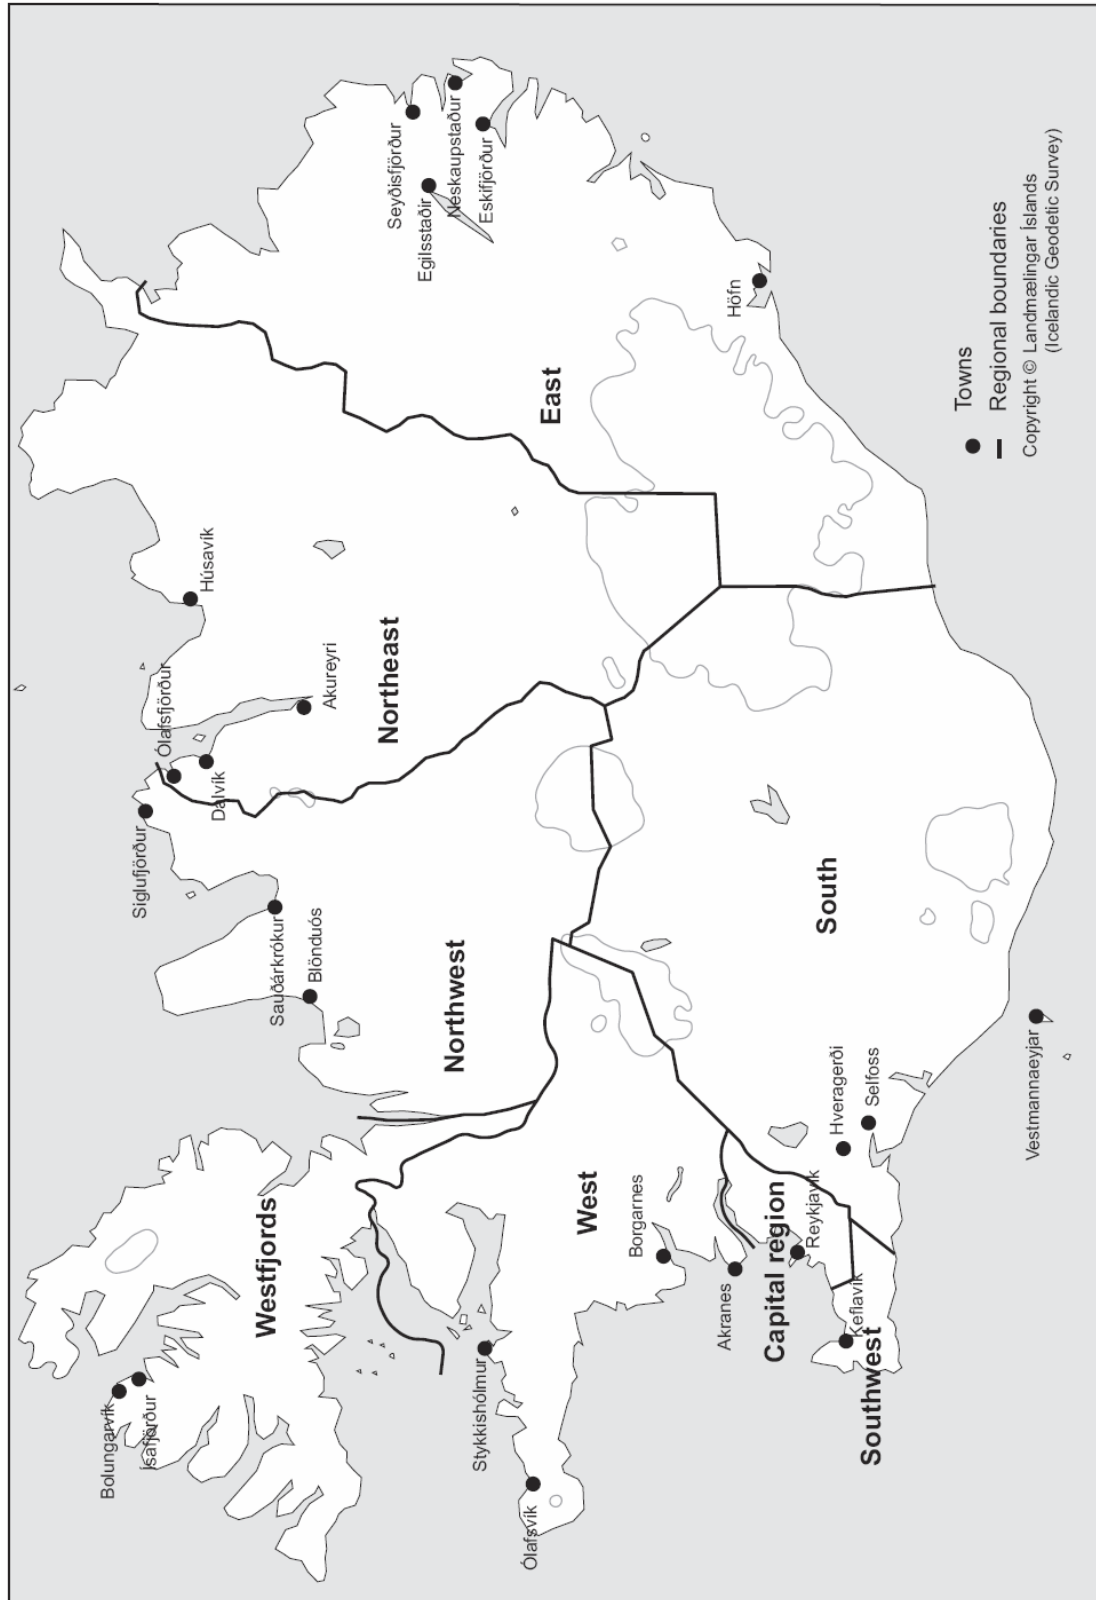 Bolungarvík
Siglufjörður
Ísafjörður
Ólafsfjörður
Húsavík
Dalvík
Westfjords
Sauðárkrókur
Blönduós
Akureyri
Northeast
Seyðisfjörður
Egilsstaðir
Northwest
Neskaupstaður
Stykkishólmur
Eskifjörður
Ólafsvík
East
West
Borgarnes
Akranes
Höfn
Capital region
Reykjavík
South
Hveragerði
Keflavík
Southwest
Selfoss
Vestmannaeyjar
Towns
Regional boundaries
Copyright © Landmælingar Íslands
(Icelandic Geodetic Survey)